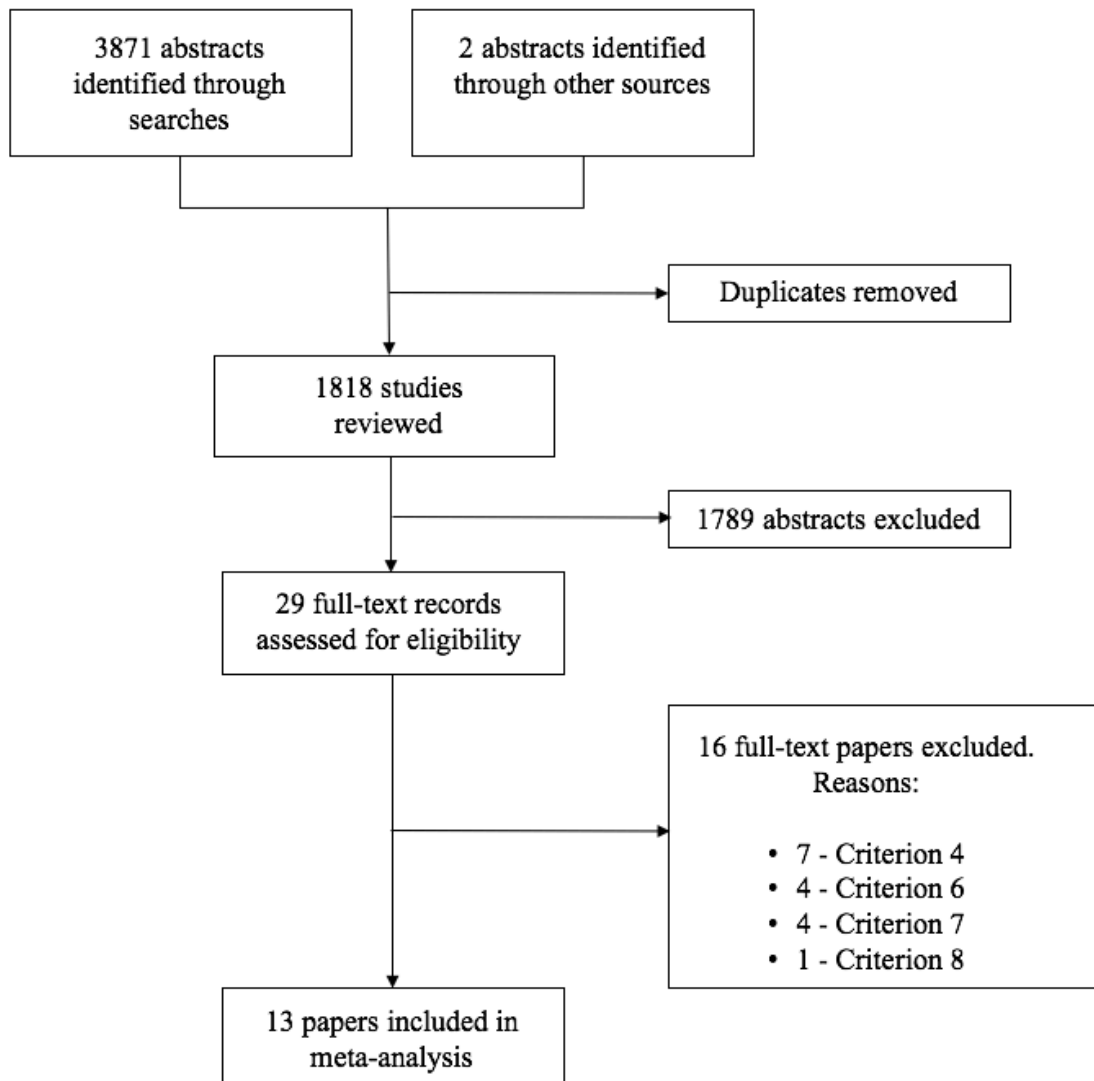 3871 abstracts
identified through
searches
2 abstracts identified
through other sources
Duplicates removed
1818 studies
reviewed
1789 abstracts excluded
29 full-text records
assessed for eligibility
16 full-text papers excluded.
Reasons:
• 7 - Criterion 4
• 4 - Criterion 6
• 4 - Criterion 7
• 1 - Criterion 8
13 papers included in
meta-analysis